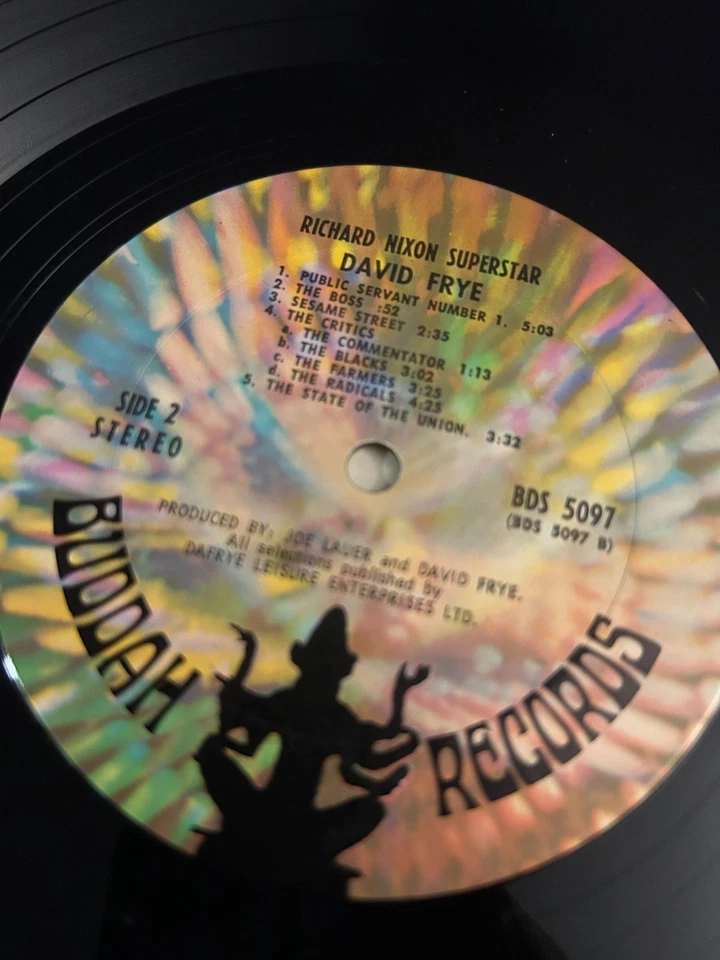 RICHARD NIXON SUPERSTAR
DAVID FRYE
1. PUBLIC SERVANT NUMBER 1. 5:03
2. THE BOSS :52
3. SESAME STREET 2:35
4. THE CRITICS
a. THE COMMENTATOR 1:13
b. THE BLACKS 3:02
c. THE FARMERS 3:25
d. THE RADICALS 4:25
5. THE STATE OF THE UNION. 3:32
SIDE 2
STEREO
BDS 5097
(BDS 5097 B)
PRODUCED BY: JOE LAUER and DAVID FRYE.
All selections published by
DAFRYE LEISURE ENTERPRISES LTD.
BUDDAH RECORDS